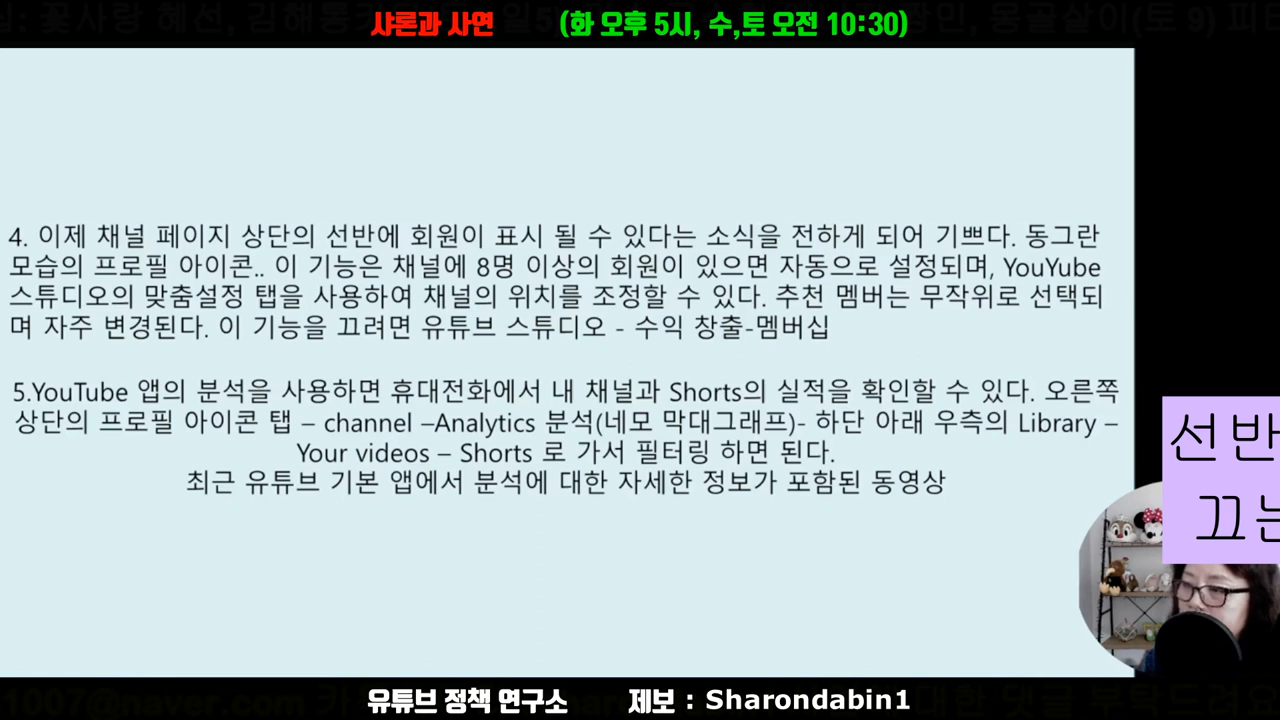 샤론과 사연 (화 오후 5시, 수,토 오전 10:30)
4. 이제 채널 페이지 상단의 선반에 회원이 표시 될 수 있다는 소식을 전하게 되어 기쁘다. 동그란
모습의 프로필 아이콘.. 이 기능은 채널에 8명 이상의 회원이 있으면 자동으로 설정되며, YouYube
스튜디오의 맞춤설정 탭을 사용하여 채널의 위치를 조정할 수 있다. 추천 멤버는 무작위로 선택되
며 자주 변경된다. 이 기능을 끄려면 유튜브 스튜디오 - 수익 창출-멤버십
5.YouTube 앱의 분석을 사용하면 휴대전화에서 내 채널과 Shorts의 실적을 확인할 수 있다. 오른쪽
상단의 프로필 아이콘 탭 – channel –Analytics 분석(네모 막대그래프)- 하단 아래 우측의 Library –
Your videos – Shorts 로 가서 필터링 하면 된다.
최근 유튜브 기본 앱에서 분석에 대한 자세한 정보가 포함된 동영상
선반
끄는
유튜브 정책 연구소 제보 : Sharondabin1